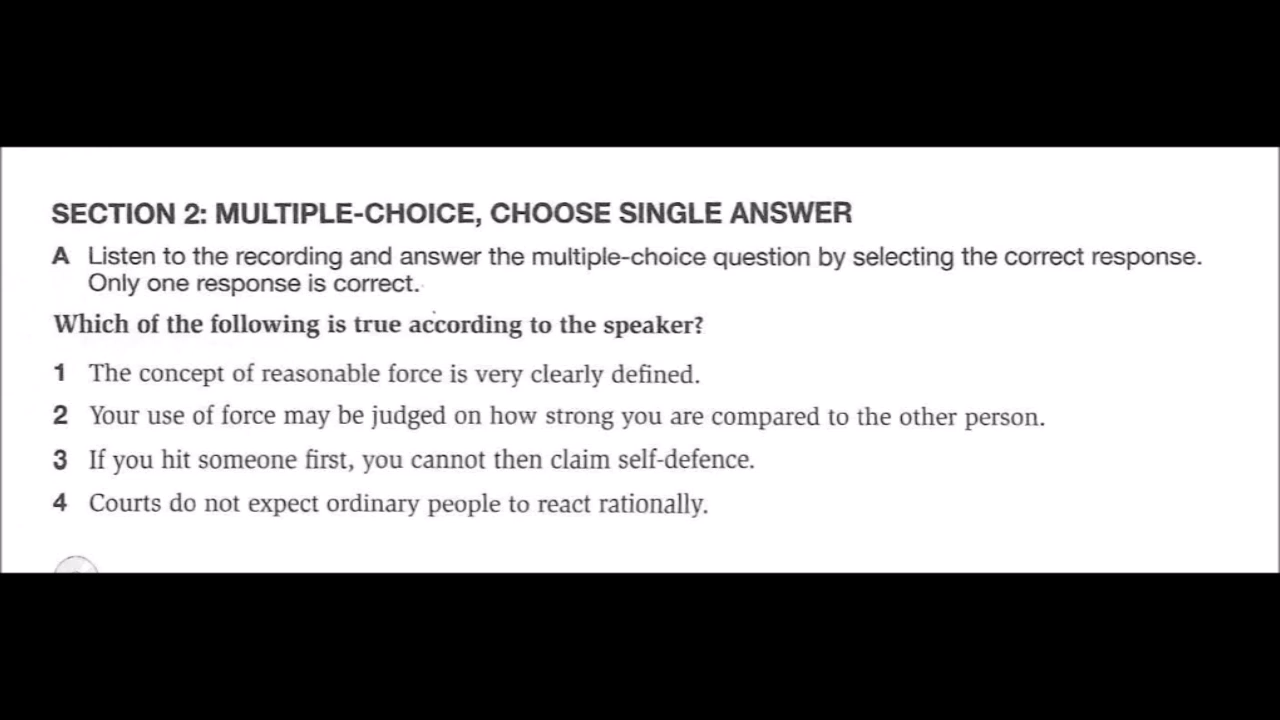 SECTION 2: MULTIPLE-CHOICE, CHOOSE SINGLE ANSWER
A Listen to the recording and answer the multiple-choice question by selecting the correct response.
Only one response is correct.
Which of the following is true according to the speaker?
1 The concept of reasonable force is very clearly defined.
2 Your use of force may be judged on how strong you are compared to the other person.
3 If you hit someone first, you cannot then claim self-defence.
4 Courts do not expect ordinary people to react rationally.